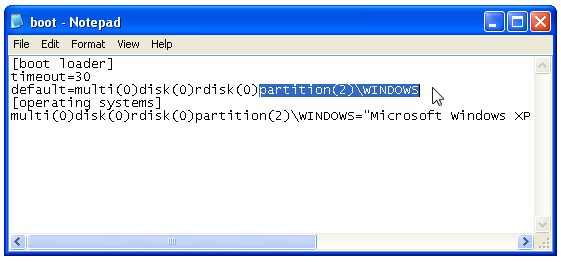 boot - Notepad
File Edit Format View Help
[boot loader]
timeout=30
default=multi(0)disk(0)rdisk(0)partition(2)\WINDOWS
[operating systems]
multi(0)disk(0)rdisk(0)partition(2)\WINDOWS="Microsoft Windows XP